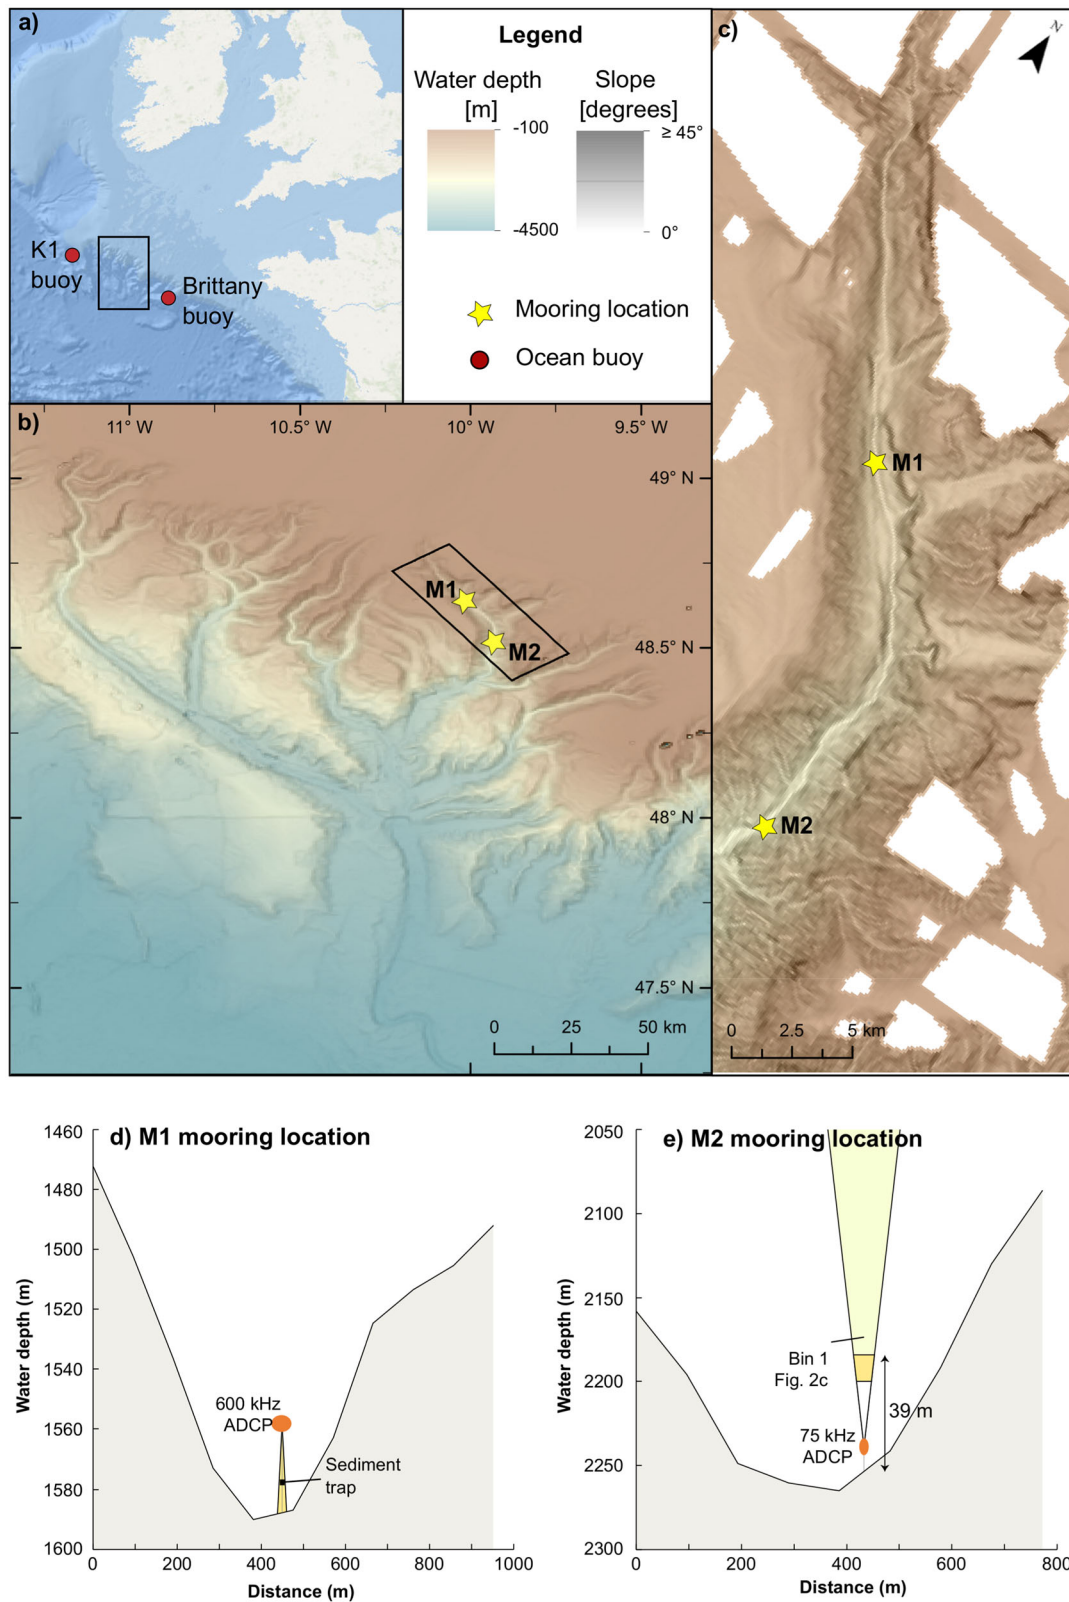 a)
K1
buoy
Brittany
buoy
Legend
Water depth
[m]
-100
-4500
Slope
[degrees]
≥ 45°
0°
Mooring location
Ocean buoy
b)
11° W
10.5° W
10° W
9.5° W
49° N
48.5° N
48° N
47.5° N
M1
M2
0
25
50 km
c)
N
M1
M2
0
2.5
5 km
d) M1 mooring location
Water depth (m)
1460
1480
1500
1520
1540
1560
1580
1600
600 kHz
ADCP
Sediment
trap
0
200
400
600
800
1000
Distance (m)
e) M2 mooring location
Water depth (m)
2050
2100
2150
2200
2250
2300
Bin 1
Fig. 2c
39 m
75 kHz
ADCP
0
200
400
600
800
Distance (m)